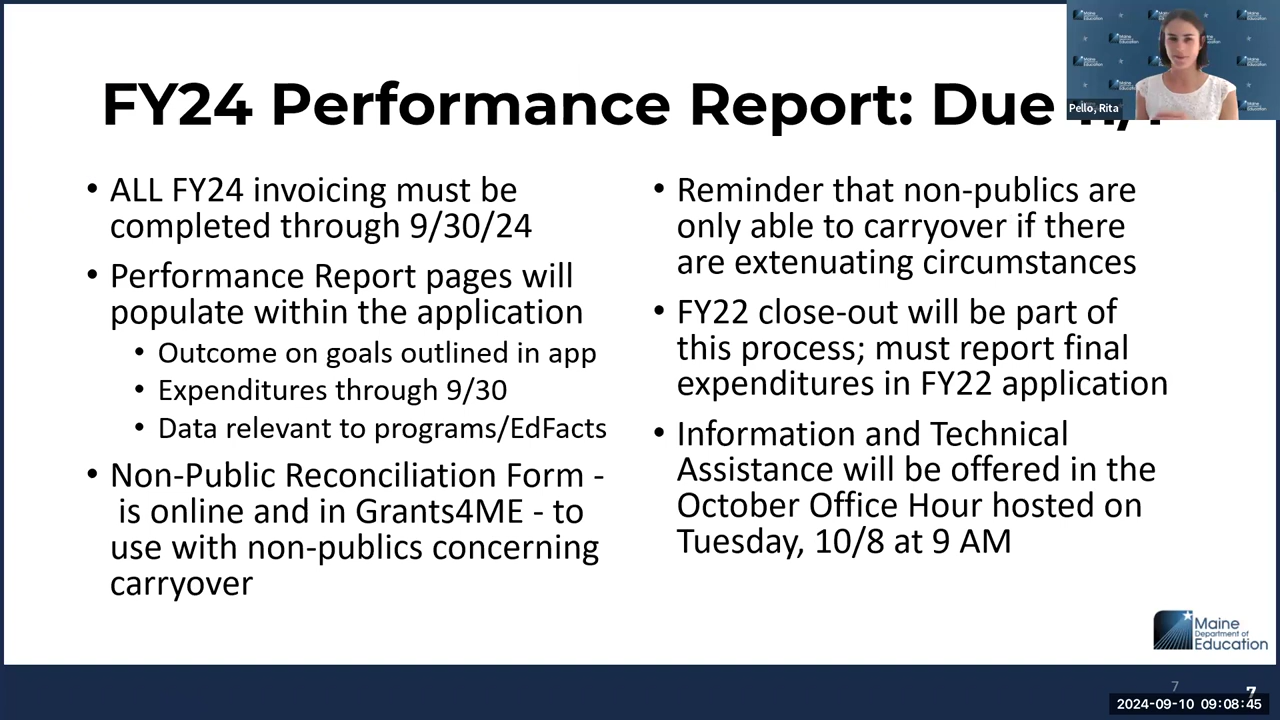 FY24 Performance Report: Due
Pello, Rita
• ALL FY24 invoicing must be
completed through 9/30/24
• Performance Report pages will
populate within the application
• Outcome on goals outlined in app
• Expenditures through 9/30
• Data relevant to programs/EdFacts
• Non-Public Reconciliation Form -
is online and in Grants4ME - to
use with non-publics concerning
carryover
• Reminder that non-publics are
only able to carryover if there
are extenuating circumstances
• FY22 close-out will be part of
this process; must report final
expenditures in FY22 application
• Information and Technical
Assistance will be offered in the
October Office Hour hosted on
Tuesday, 10/8 at 9 AM
Maine
Department of
Education
7
7
2024-09-10 09:08:45